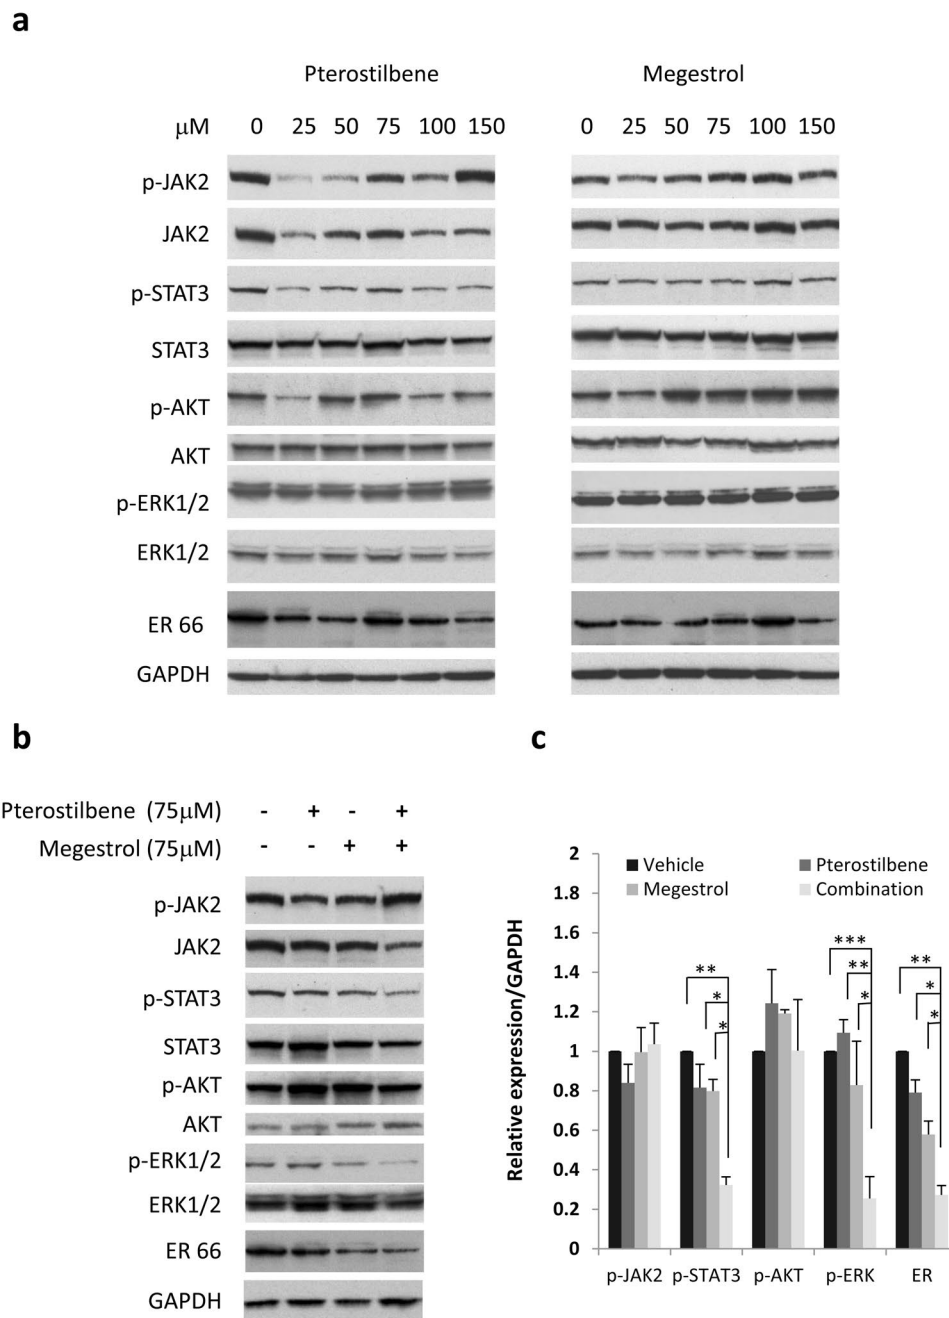 a
Pterostilbene Megestrol
μM 0 25 50 75 100 150 0 25 50 75 100 150
p-JAK2
JAK2
p-STAT3
STAT3
p-AKT
AKT
p-ERK1/2
ERK1/2
ER 66
GAPDH
b
Pterostilbene (75μM) - + - +
Megestrol (75μM) - - + +
p-JAK2
JAK2
p-STAT3
STAT3
p-AKT
AKT
p-ERK1/2
ERK1/2
ER 66
GAPDH
c
Relative expression/GAPDH
2
1.8
1.6
1.4
1.2
1
0.8
0.6
0.4
0.2
0
Vehicle Pterostilbene
Megestrol Combination
** * *
*** ** *
** * *
p-JAK2 p-STAT3 p-AKT p-ERK ER